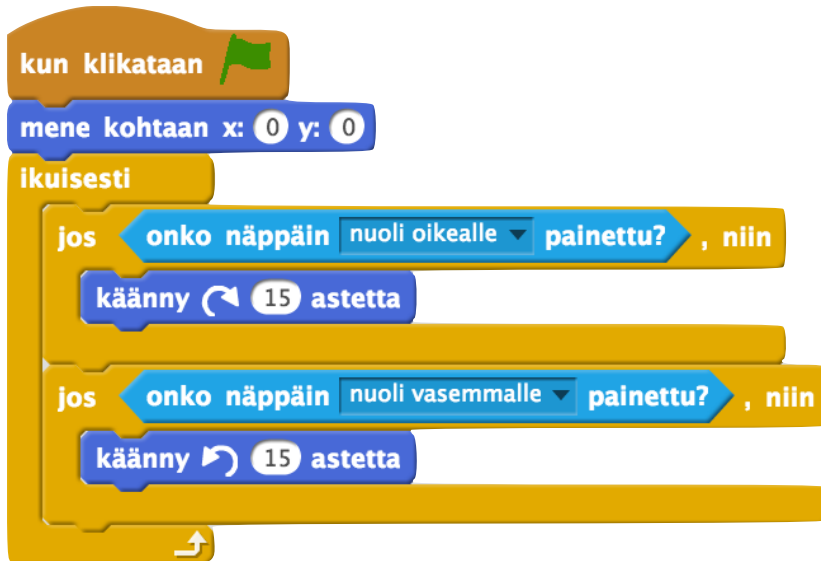 kun klikataan
mene kohtaan x: 0 y: 0
ikuisesti
jos onko näppäin nuoli oikealle painettu? , niin
käänny 15 astetta
jos onko näppäin nuoli vasemmalle painettu? , niin
käänny 15 astetta